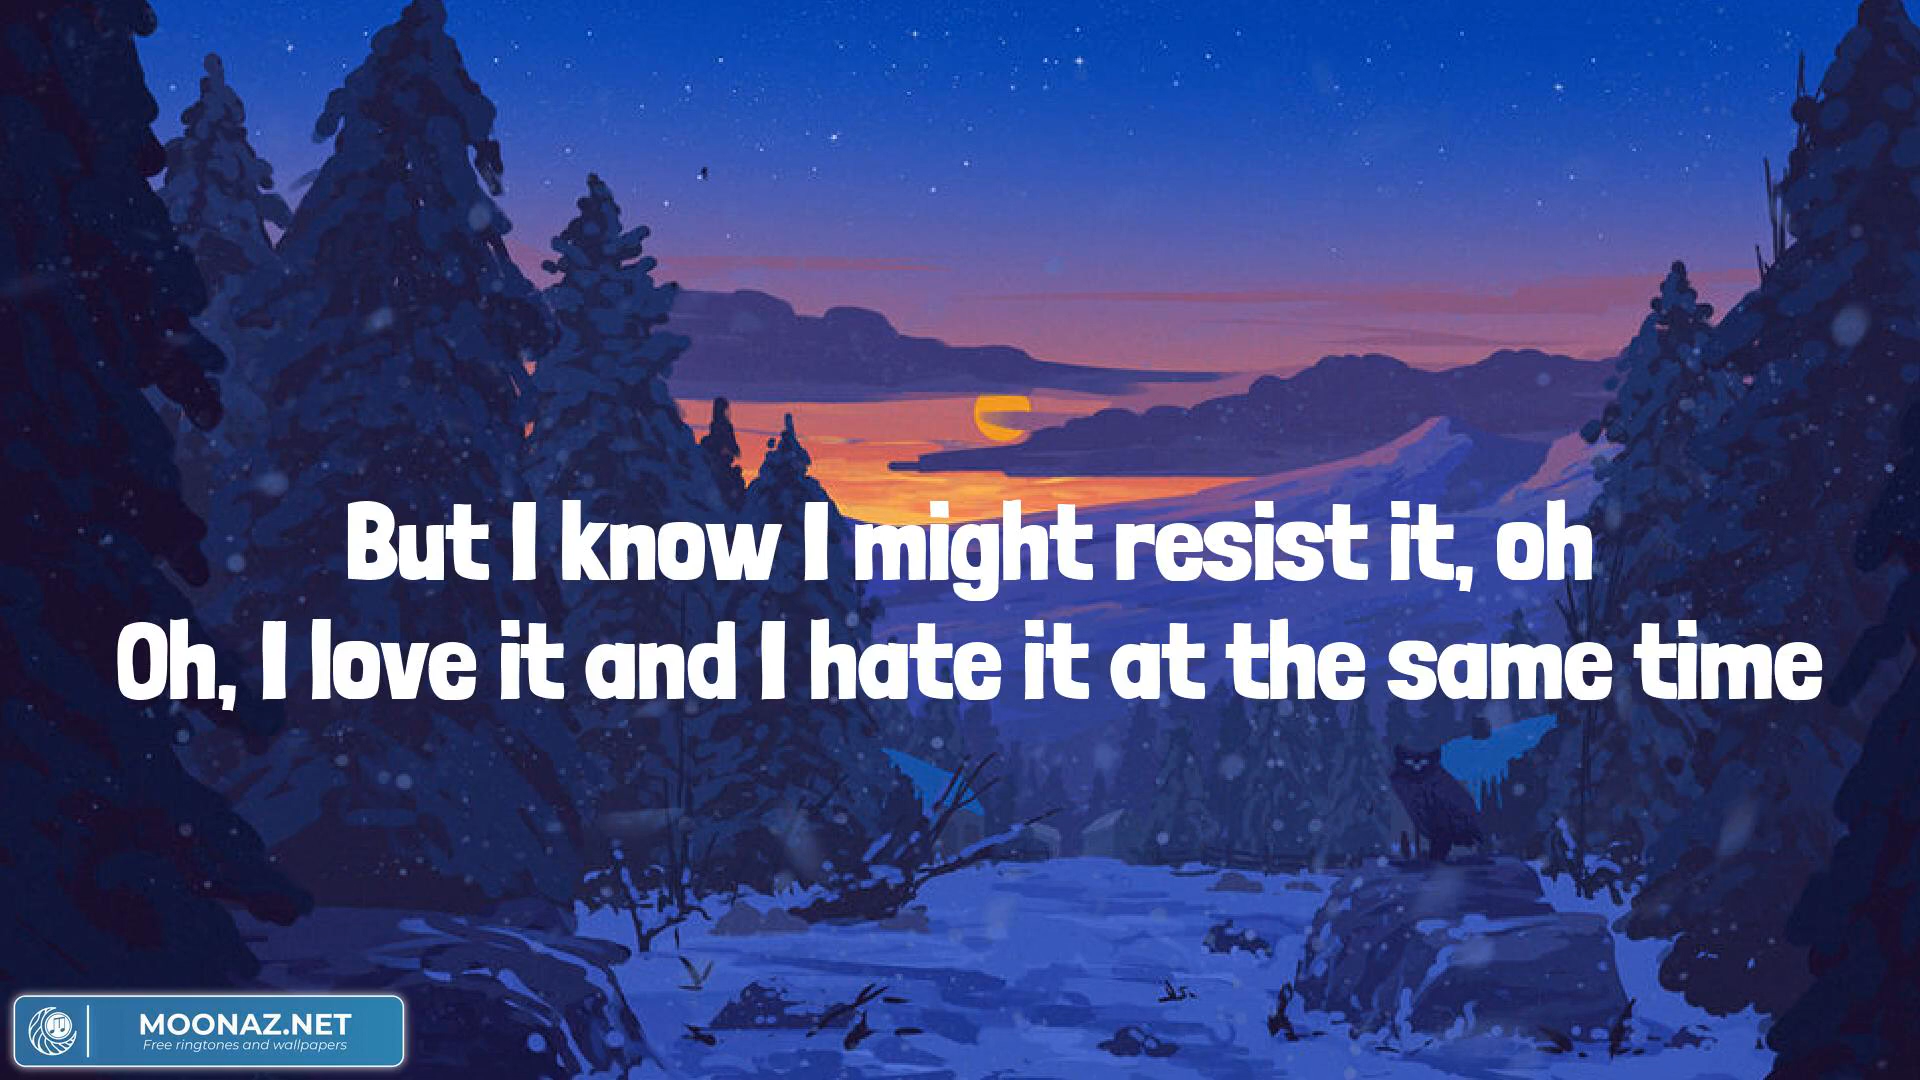 But I know I might resist it, oh
Oh, I love it and I hate it at the same time
MOONAZ.NET
Free ringtones and wallpapers